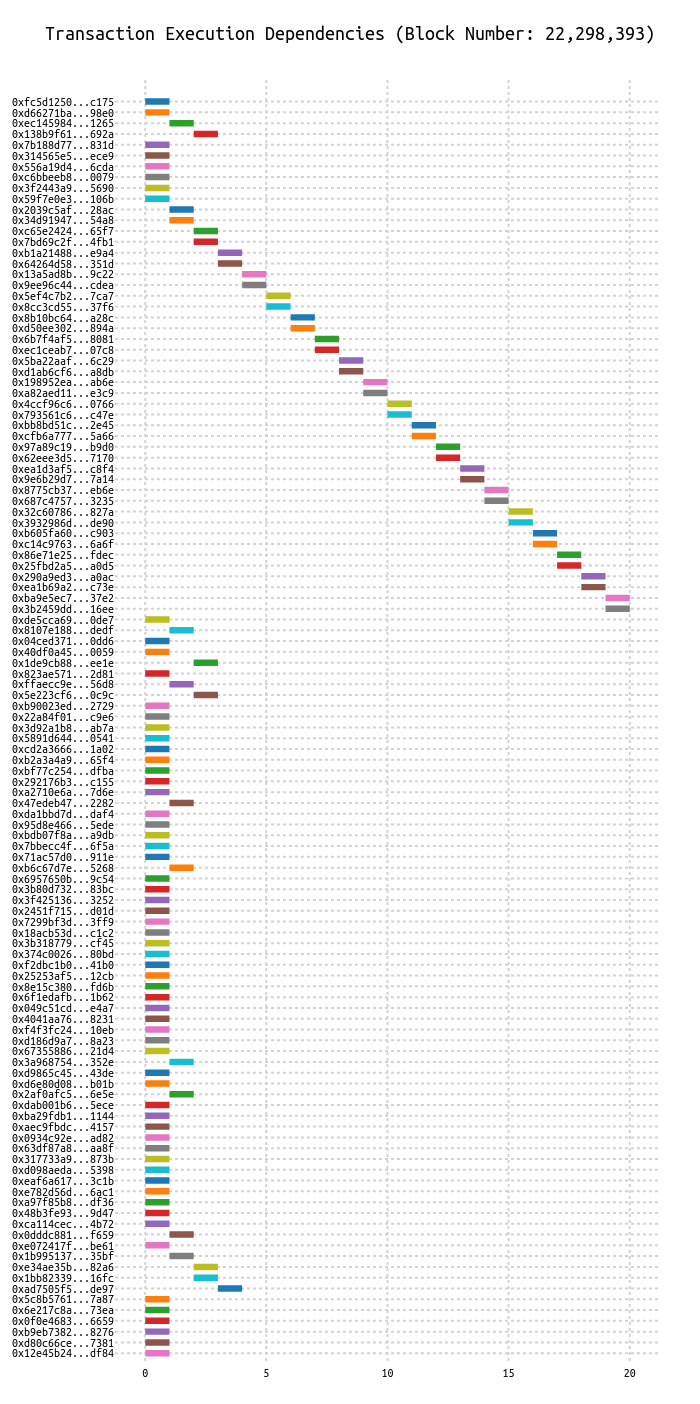 Transaction Execution Dependencies (Block Number: 22,298,393)
0xfc5d1250...c175
0xd66271ba...98e0
0xec145984...1265
0x138b9f61...692a
0x7b188d77...831d
0x314565e5...ece9
0x556a19d4...6cda
0xc6bbeeb8...0079
0x3f2443a9...5690
0x59f7e0e3...106b
0x2039c5af...28ac
0x34d91947...54a8
0xc65e2424...65f7
0x7bd69c2f...4fb1
0xb1a21488...e9a4
0x64264d58...351d
0x13a5ad8b...9c22
0x9ee96c44...cdea
0x5ef4c7b2...7ca7
0x8cc3cd55...37f6
0x8b10bc64...a28c
0xd50ee302...894a
0x6b7f4af5...8081
0xec1ceab7...07c8
0x5ba22aaf...6c29
0xd1ab6cf6...a8db
0x198952ea...ab6e
0xa82aed11...e3c9
0x4ccf96c6...0766
0x793561c6...c47e
0xbb8bd51c...2e45
0xcfb6a777...5a66
0x97a89c19...b9d0
0x62eee3d5...7170
0xea1d3af5...c8f4
0x9e6b29d7...7a14
0x8775cb37...eb6e
0x687c4757...3235
0x32c60786...827a
0x3932986d...de90
0xb605fa60...c903
0xc14c9763...6a6f
0x86e71e25...fdec
0x25fbd2a5...a0d5
0x290a9ed3...a0ac
0xea1b69a2...c73e
0xba9e5ec7...37e2
0x3b2459dd...16ee
0xde5cca69...0de7
0x8107e188...dedf
0x04ced371...0dd6
0x40df0a45...0059
0x1de9cb88...ee1e
0x823ae571...2d81
0xffaecc9e...56d8
0x5e223cf6...0c9c
0xb90023ed...2729
0x22a84f01...c9e6
0x3d92a1b8...ab7a
0x5891d644...0541
0xcd2a3666...1a02
0xb2a3a4a9...65f4
0xbf77c254...dfba
0x292176b3...c155
0xa2710e6a...7d6e
0x47edeb47...2282
0xda1bbd7d...daf4
0x95d8e466...5ede
0xbdb07f8a...a9db
0x7bbecc4f...6f5a
0x71ac57d0...911e
0xb6c67d7e...5268
0x6957650b...9c54
0x3b80d732...83bc
0x3f425136...3252
0x2451f715...d01d
0x7299bf3d...3ff9
0x18acb53d...c1c2
0x3b318779...cf45
0x374c0026...80bd
0xf2dbc1b0...41b0
0x25253af5...12cb
0x8e15c380...fd6b
0x6f1edafb...1b62
0x049c51cd...e4a7
0x4041aa76...8231
0xf4f3fc24...10eb
0xd186d9a7...8a23
0x67355886...21d4
0x3a968754...352e
0xd9865c45...43de
0xd6e80d08...b01b
0x2af0afc5...6e5e
0xdab001b6...5ece
0xba29fdb1...1144
0xaec9fbdc...4157
0x0934c92e...ad82
0x63df87a8...aa8f
0x317733a9...873b
0xd098aeda...5398
0xeaf6a617...3c1b
0xe782d56d...6ac1
0xa97f85b8...df36
0x48b3fe93...9d47
0xca114cec...4b72
0x0dddc881...f659
0xe072417f...be61
0x1b995137...35bf
0xe34ae35b...82a6
0x1bb82339...16fc
0xad7505f5...de97
0x5c8b5761...7a87
0x6e217c8a...73ea
0x0f0e4683...6659
0xb9eb7382...8276
0xd80c66ce...7381
0x12e45b24...df84
0 5 10 15 20